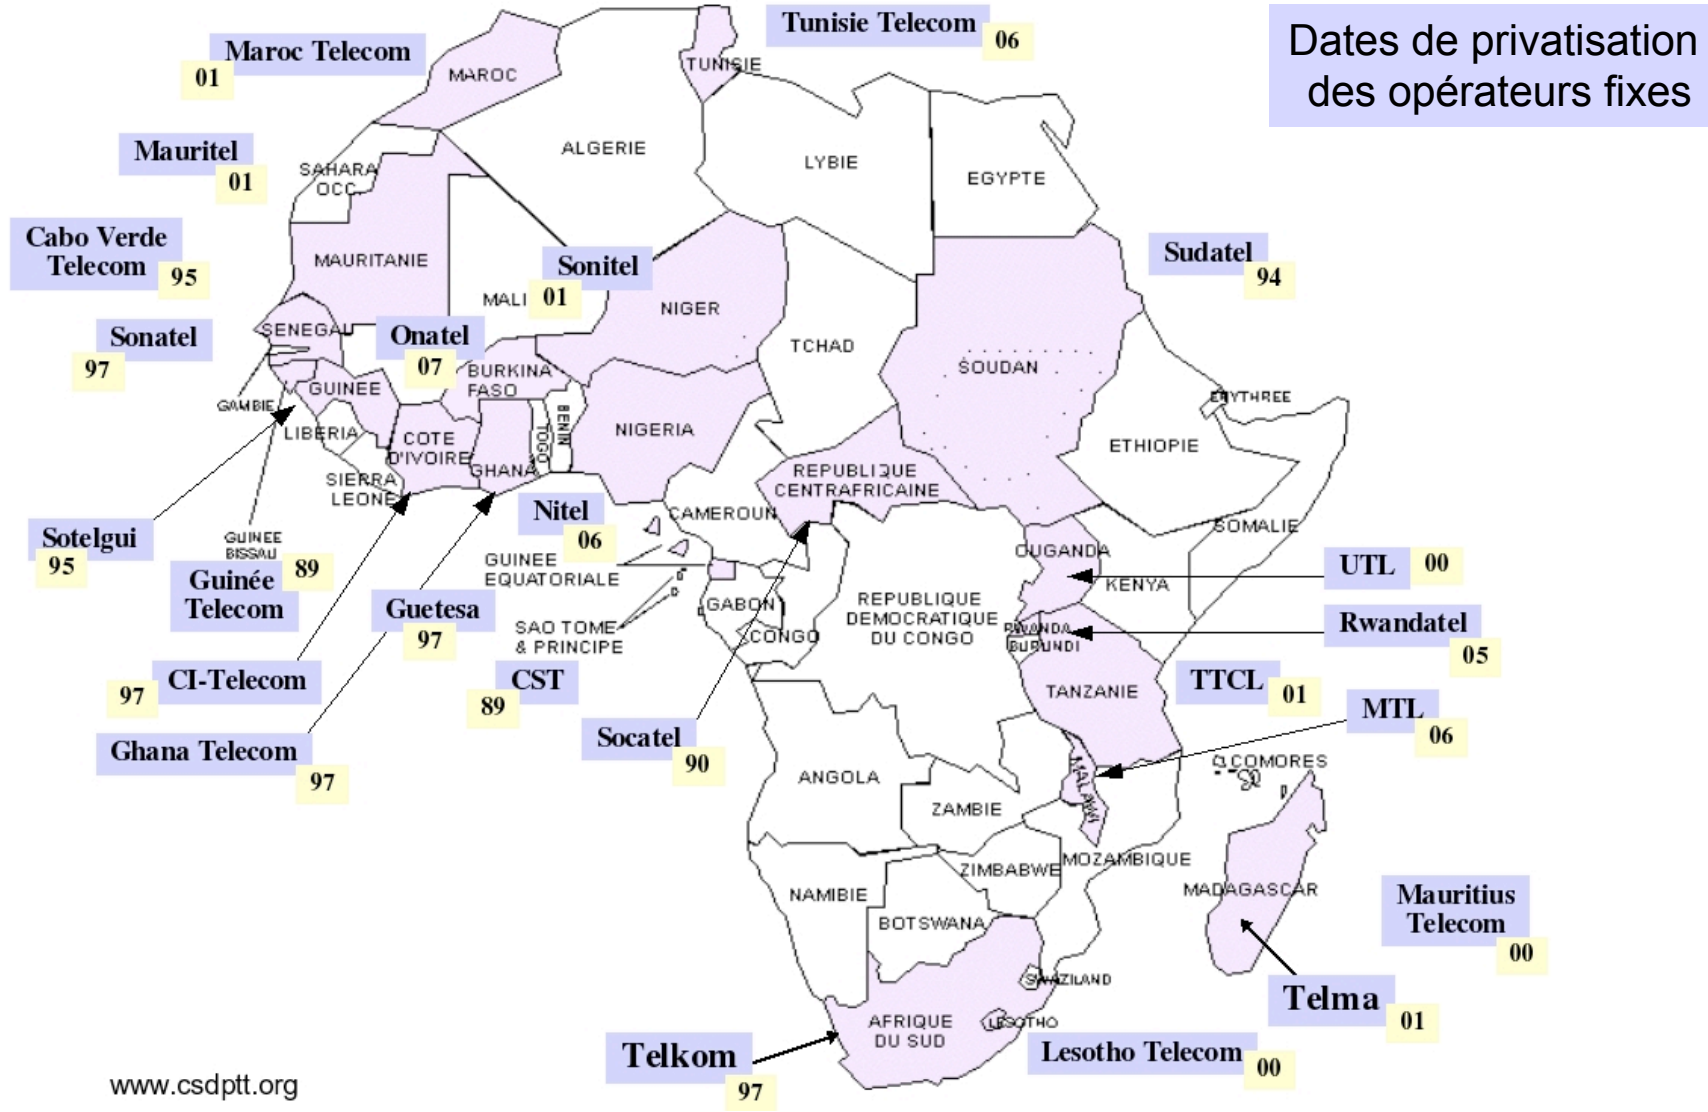 Dates de privatisation
des opérateurs fixes
Tunisie Telecom
06
Maroc Telecom
01
MAROC
TUNISIE
Mauritel
01
ALGERIE
LYBIE
EGYPTE
SAHARA
OCC
Cabo Verde
Telecom
95
MAURITANIE
MALI
Sonitel
01
NIGER
Sudatel
94
Sonatel
97
SENEGAL
Onatel
07
BURKINA
FASO
TCHAD
SOUDAN
GUINEE
GAMBIE
LIBERIA
COTE
D'IVOIRE
GHANA
TOGO
BENIN
NIGERIA
ERYTHREE
ETHIOPIE
SIERRA
LEONE
REPUBLIQUE
CENTRAFRICAINE
CAMEROUN
SOMALIE
Sotelgui
95
GUINEE
BISSAU
Guinée
Telecom
89
Nitel
06
GUINEE
EQUATORIALE
OUGANDA
KENYA
UTL
00
Guetesa
97
GABON
CONGO
REPUBLIQUE
DEMOCRATIQUE
DU CONGO
RWANDA
BURUNDI
Rwandatel
05
SAO TOME
& PRINCIPE
CI-Telecom
97
CST
89
TANZANIE
TTCL
01
MTL
06
Ghana Telecom
97
Socatel
90
ANGOLA
ZAMBIE
MALAWI
COMORES
ZIMBABWE
MOZAMBIQUE
NAMIBIE
BOTSWANA
MADAGASCAR
Mauritius
Telecom
00
SWAZILAND
Telma
01
AFRIQUE
DU SUD
LESOTHO
Telkom
97
Lesotho Telecom
00
www.csdptt.org